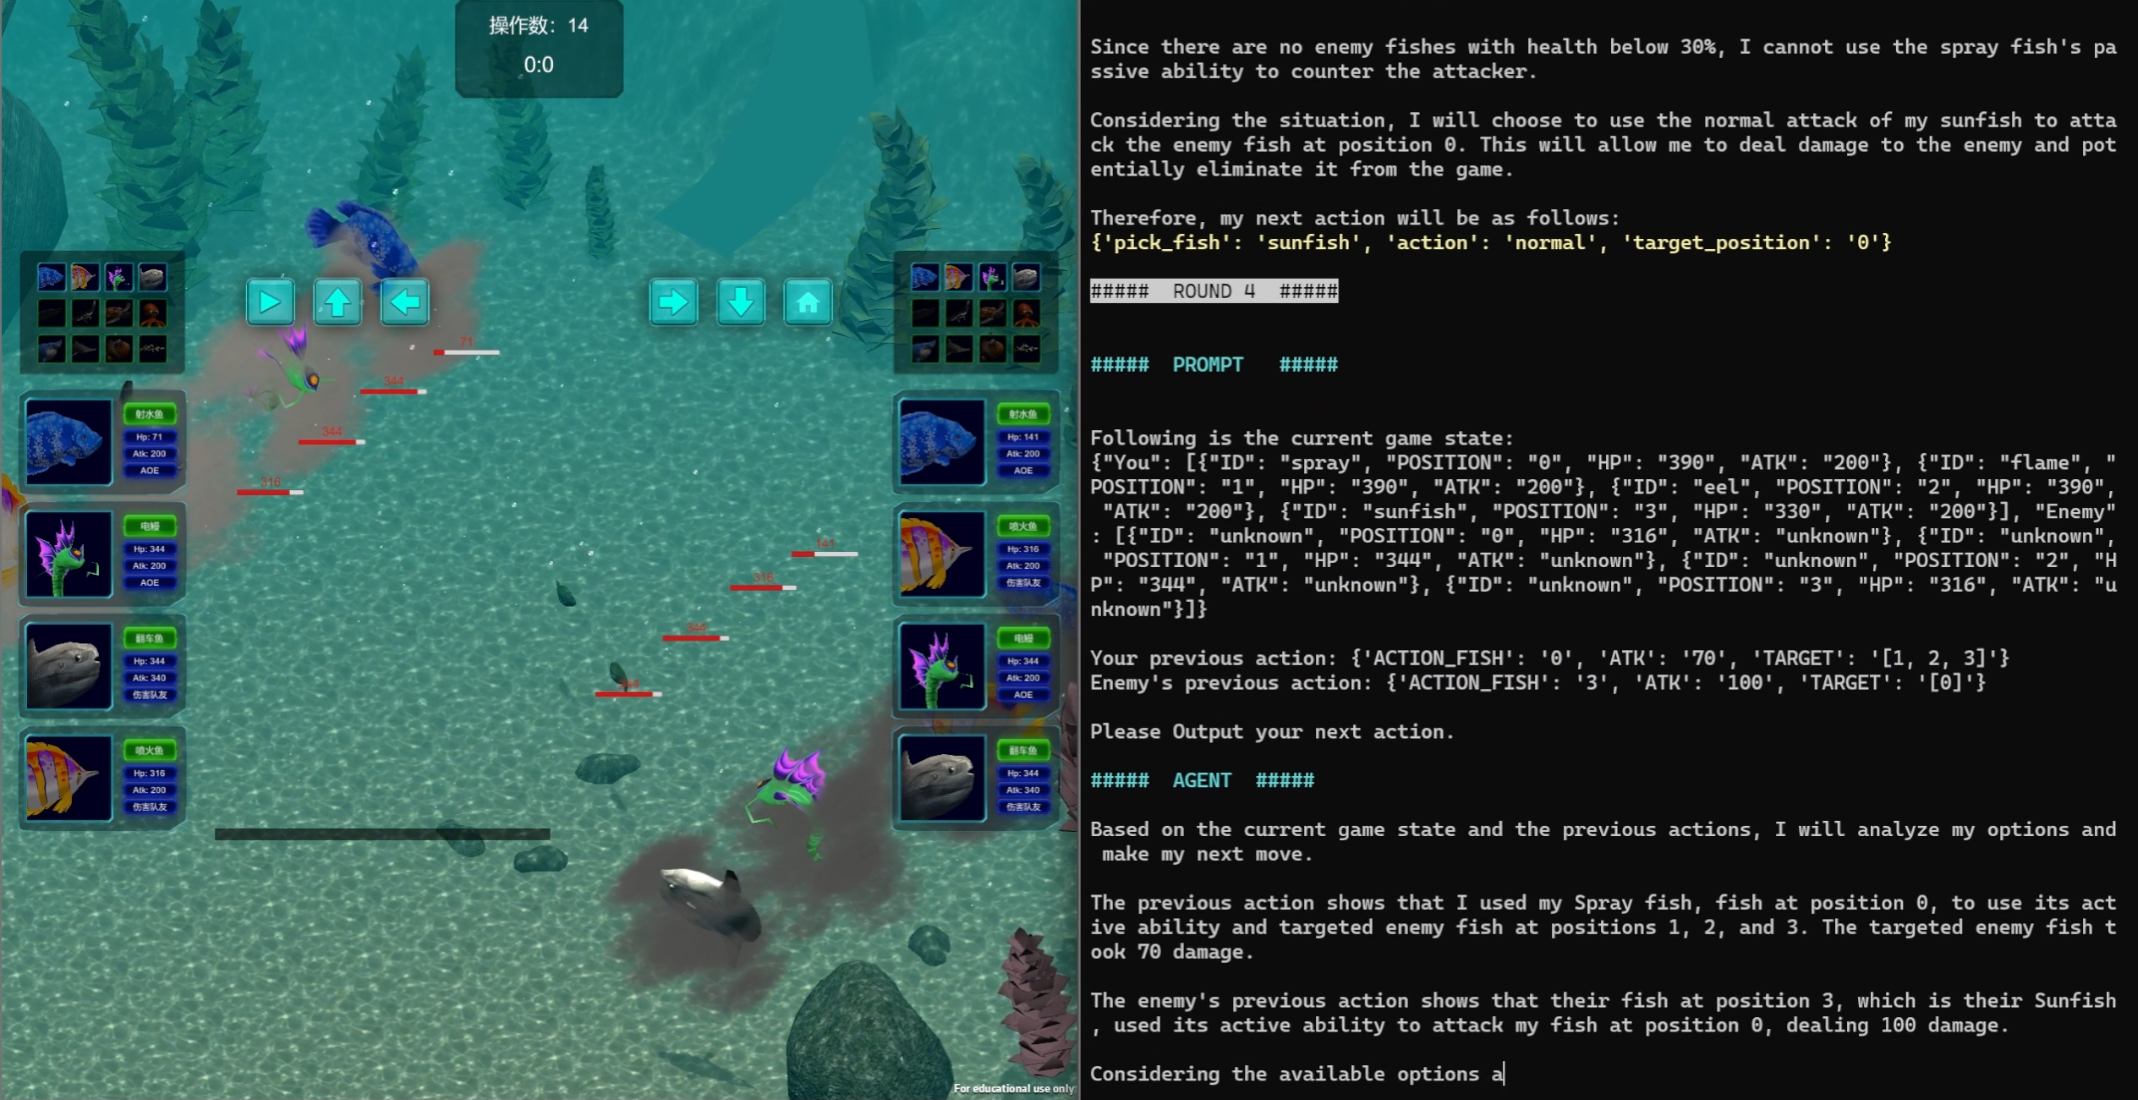 操作数: 14
0:0
71
344
344
316
射水鱼
Hp: 71
Atk: 200
AOE
电鳗
Hp: 344
Atk: 200
AOE
翻车鱼
Hp: 344
Atk: 340
伤害队友
喷火鱼
Hp: 316
Atk: 200
伤害队友
141
316
344
射水鱼
Hp: 141
Atk: 200
AOE
喷火鱼
Hp: 316
Atk: 200
伤害队友
电鳗
Hp: 344
Atk: 200
AOE
翻车鱼
Hp: 344
Atk: 340
伤害队友
For educational use only
Since there are no enemy fishes with health below 30%, I cannot use the spray fish's pa
ssive ability to counter the attacker.
Considering the situation, I will choose to use the normal attack of my sunfish to atta
ck the enemy fish at position 0. This will allow me to deal damage to the enemy and pot
entially eliminate it from the game.
Therefore, my next action will be as follows:
{'pick_fish': 'sunfish', 'action': 'normal', 'target_position': '0'}
##### ROUND 4 #####
##### PROMPT #####
Following is the current game state:
{"You": [{"ID": "spray", "POSITION": "0", "HP": "390", "ATK": "200"}, {"ID": "flame", "
POSITION": "1", "HP": "390", "ATK": "200"}, {"ID": "eel", "POSITION": "2", "HP": "390",
"ATK": "200"}, {"ID": "sunfish", "POSITION": "3", "HP": "330", "ATK": "200"}], "Enemy"
: [{"ID": "unknown", "POSITION": "0", "HP": "316", "ATK": "unknown"}, {"ID": "unknown",
"POSITION": "1", "HP": "344", "ATK": "unknown"}, {"ID": "unknown", "POSITION": "2", "H
P": "344", "ATK": "unknown"}, {"ID": "unknown", "POSITION": "3", "HP": "316", "ATK": "u
nknown"}]}
Your previous action: {'ACTION_FISH': '0', 'ATK': '70', 'TARGET': '[1, 2, 3]'}
Enemy's previous action: {'ACTION_FISH': '3', 'ATK': '100', 'TARGET': '[0]'}
Please Output your next action.
##### AGENT #####
Based on the current game state and the previous actions, I will analyze my options and
make my next move.
The previous action shows that I used my Spray fish, fish at position 0, to use its act
ive ability and targeted enemy fish at positions 1, 2, and 3. The targeted enemy fish t
ook 70 damage.
The enemy's previous action shows that their fish at position 3, which is their Sunfish
, used its active ability to attack my fish at position 0, dealing 100 damage.
Considering the available options a